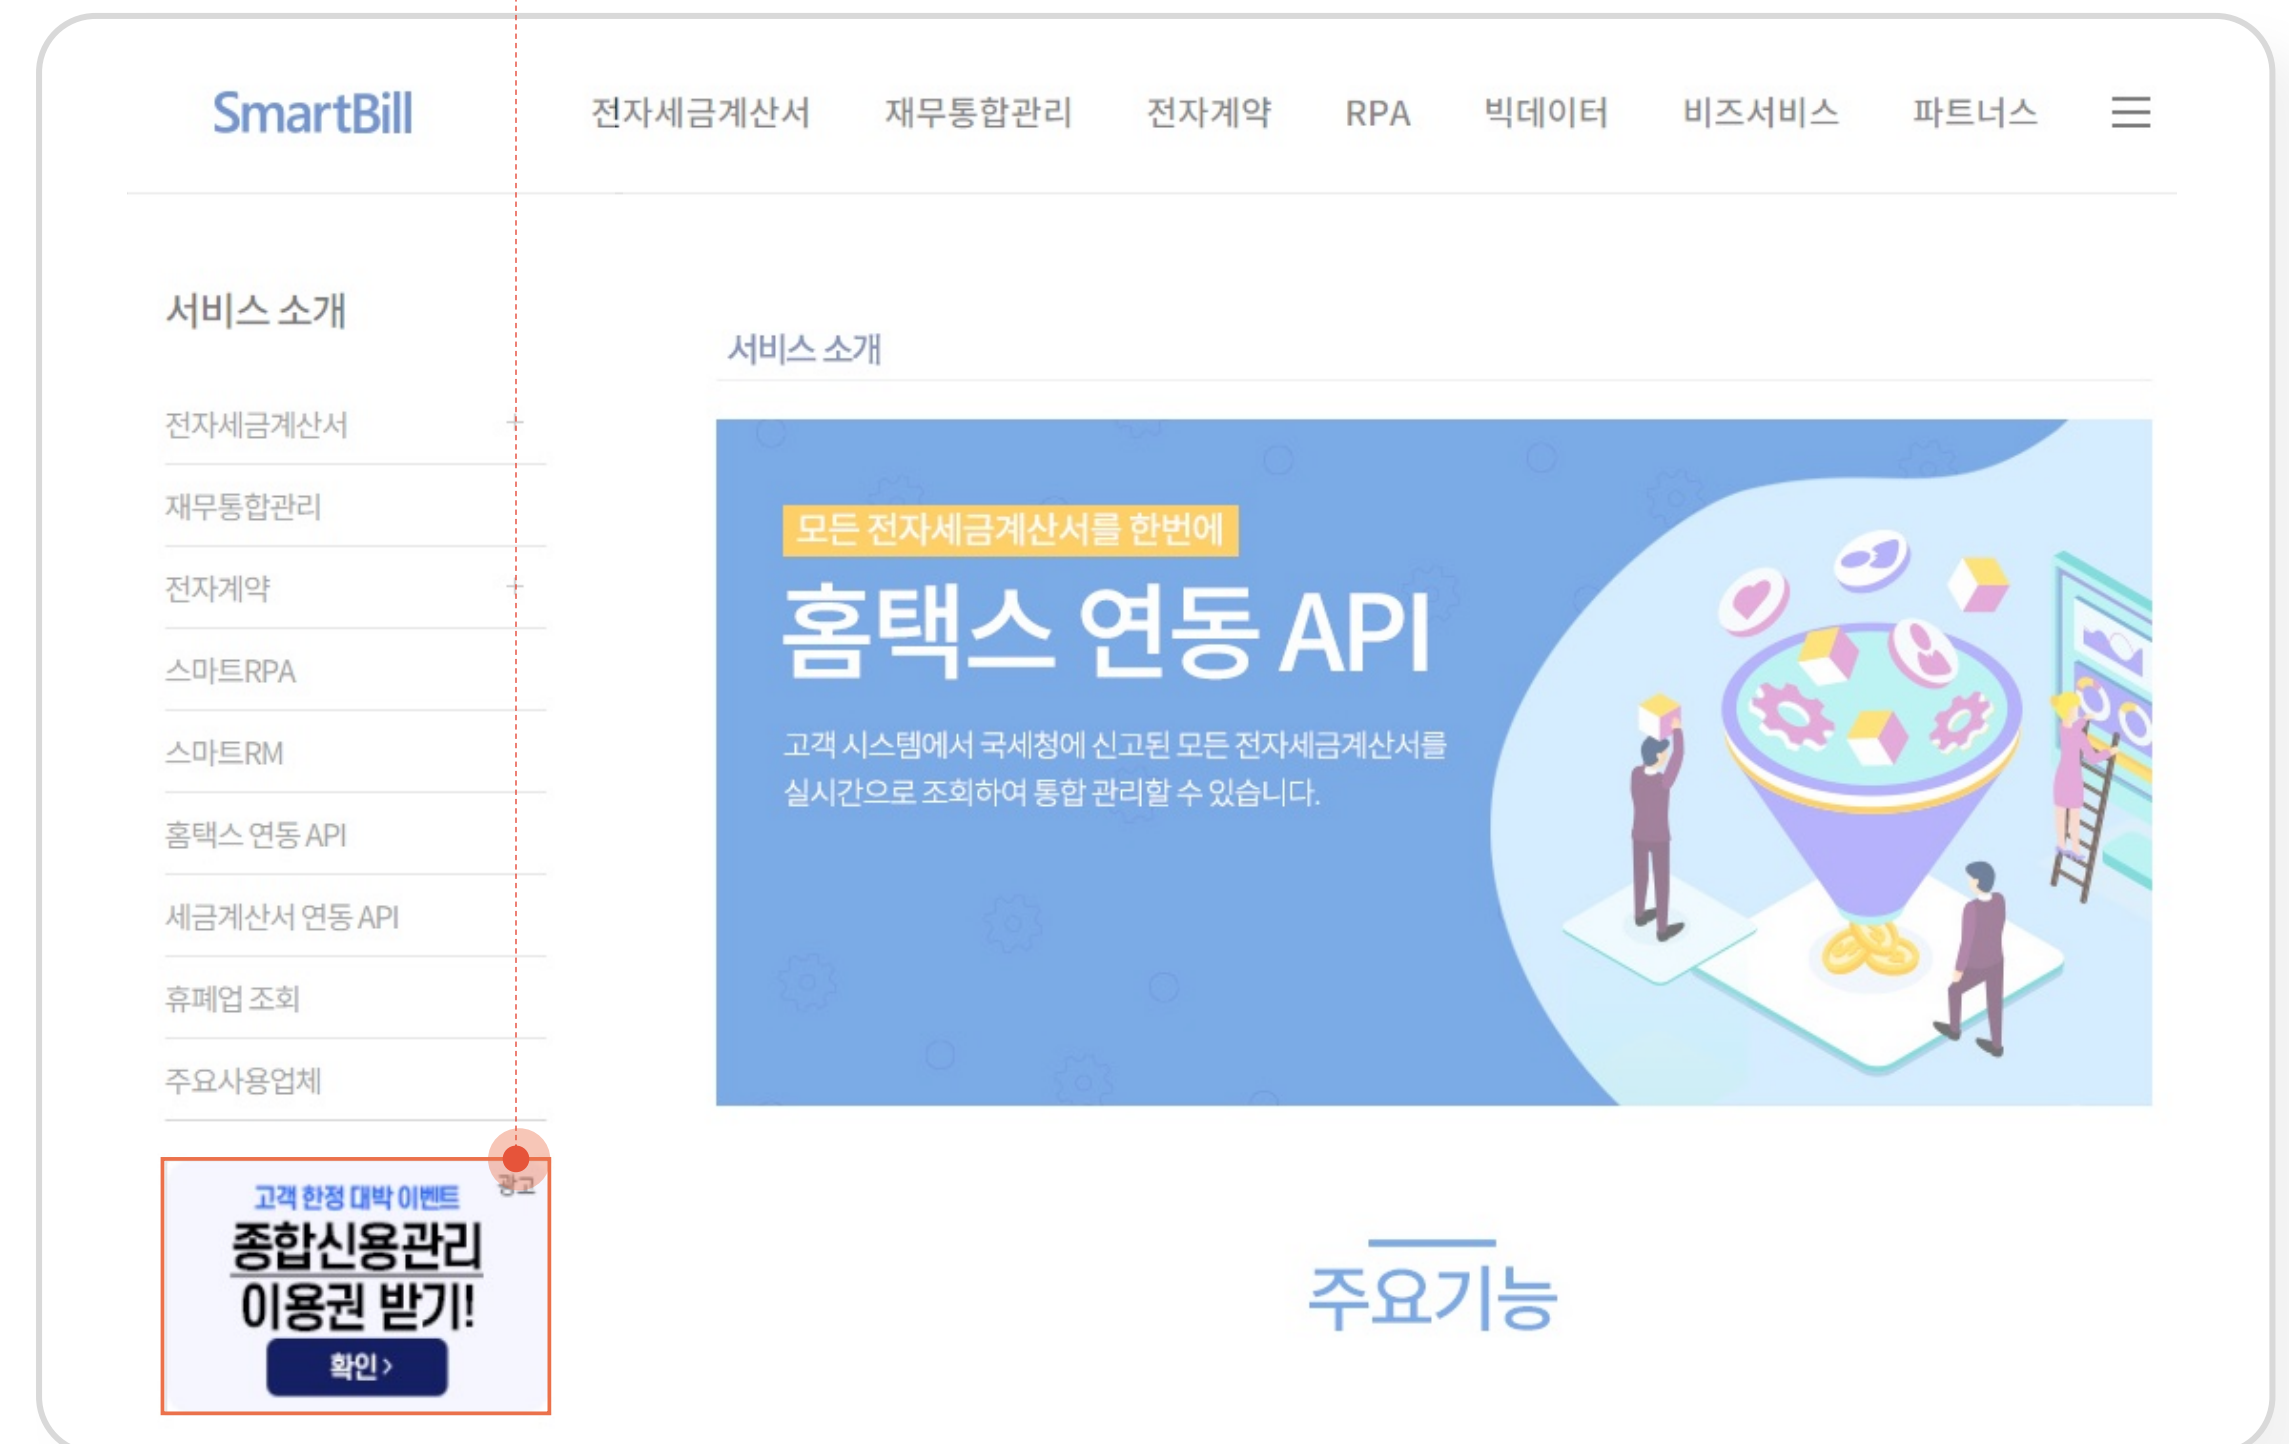 SmartBill
전자세금계산서
재무통합관리
전자계약
RPA
빅데이터
비즈서비스
파트너스
서비스 소개
전자세금계산서
재무통합관리
전자계약
스마트RPA
스마트RM
홈택스 연동 API
세금계산서 연동 API
휴폐업 조회
주요사용업체
광고
고객 한정 대박 이벤트
종합신용관리
이용권 받기!
확인 >
서비스 소개
모든 전자세금계산서를 한번에
홈택스 연동 API
고객 시스템에서 국세청에 신고된 모든 전자세금계산서를
실시간으로 조회하여 통합 관리할 수 있습니다.
주요기능